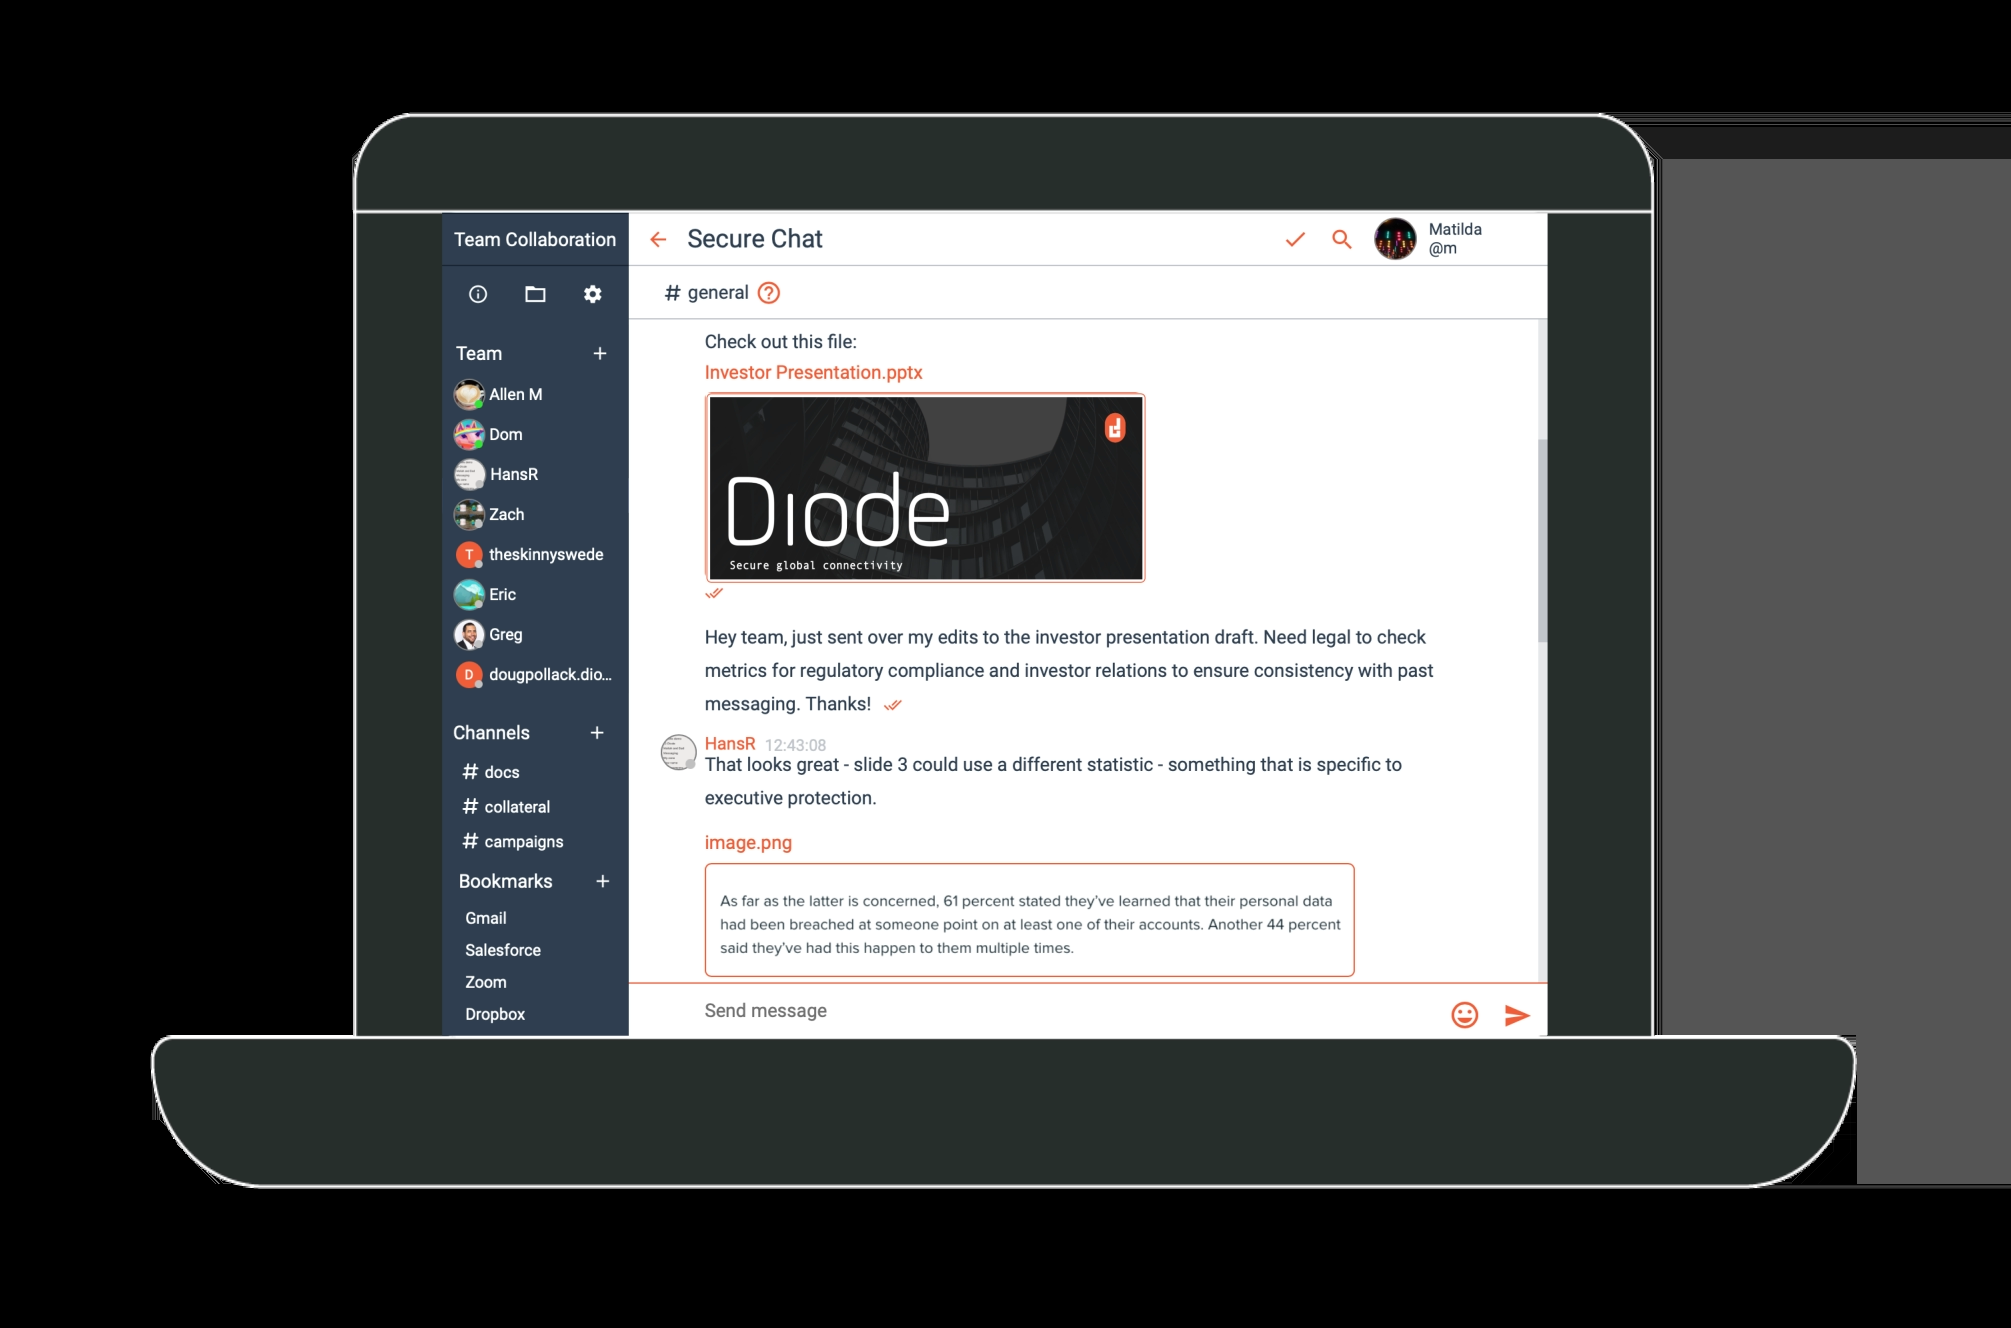 Team Collaboration
Team
Allen M
Dom
HansR
Zach
T theskinnyswede
Eric
Greg
D dougpollack.dio...
Channels
# docs
# collateral
# campaigns
Bookmarks
Gmail
Salesforce
Zoom
Dropbox
Secure Chat
Matilda
@m
# general
Check out this file:
Investor Presentation.pptx
Dıode
Secure global connectivity
Hey team, just sent over my edits to the investor presentation draft. Need legal to check
metrics for regulatory compliance and investor relations to ensure consistency with past
messaging. Thanks!
HansR 12:43:08
That looks great - slide 3 could use a different statistic - something that is specific to
executive protection.
image.png
As far as the latter is concerned, 61 percent stated they've learned that their personal data
had been breached at someone point on at least one of their accounts. Another 44 percent
said they've had this happen to them multiple times.
Send message